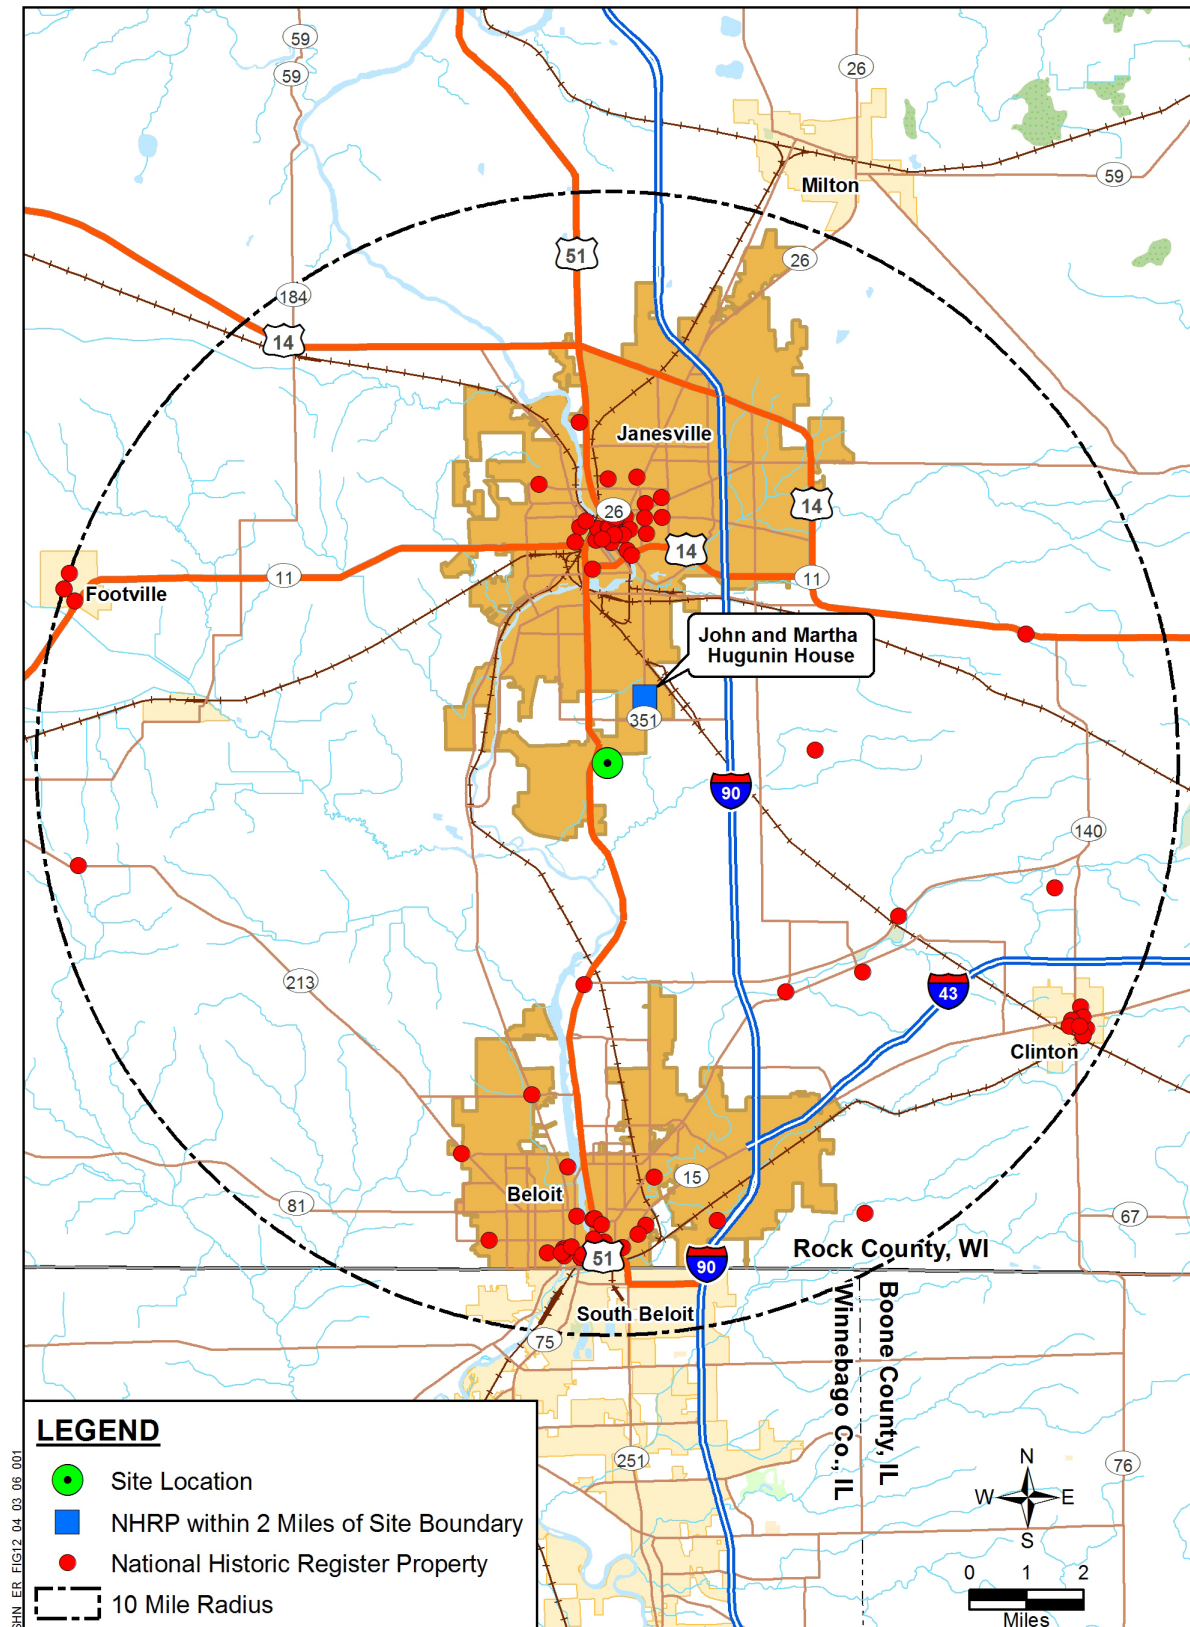 59
59
26
Milton
59
51
26
184
14
Janesville
14
26
14
11
11
Footville
John and Martha
Hugunin House
351
90
140
213
43
Clinton
15
Beloit
81
67
Rock County, WI
51
90
South Beloit
75
Winnebago Co., IL
Boone County, IL
251
76
LEGEND
Site Location
NHRP within 2 Miles of Site Boundary
National Historic Register Property
10 Mile Radius
N
W E
S
0 1 2
Miles
SHN_ER_FIG12_04_03_06_001